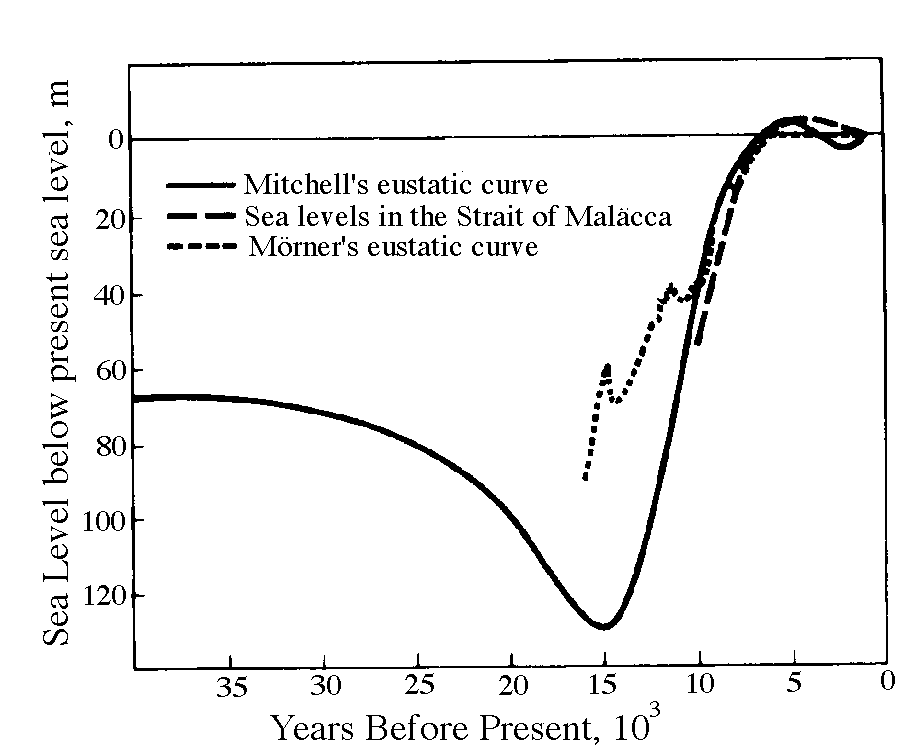 Sea Level below present sea level, m
0
20
40
60
80
100
120
Mitchell's eustatic curve
Sea levels in the Strait of Maläcca
Mörner's eustatic curve
35 30 25 20 15 10 5 0
Years Before Present, 10³